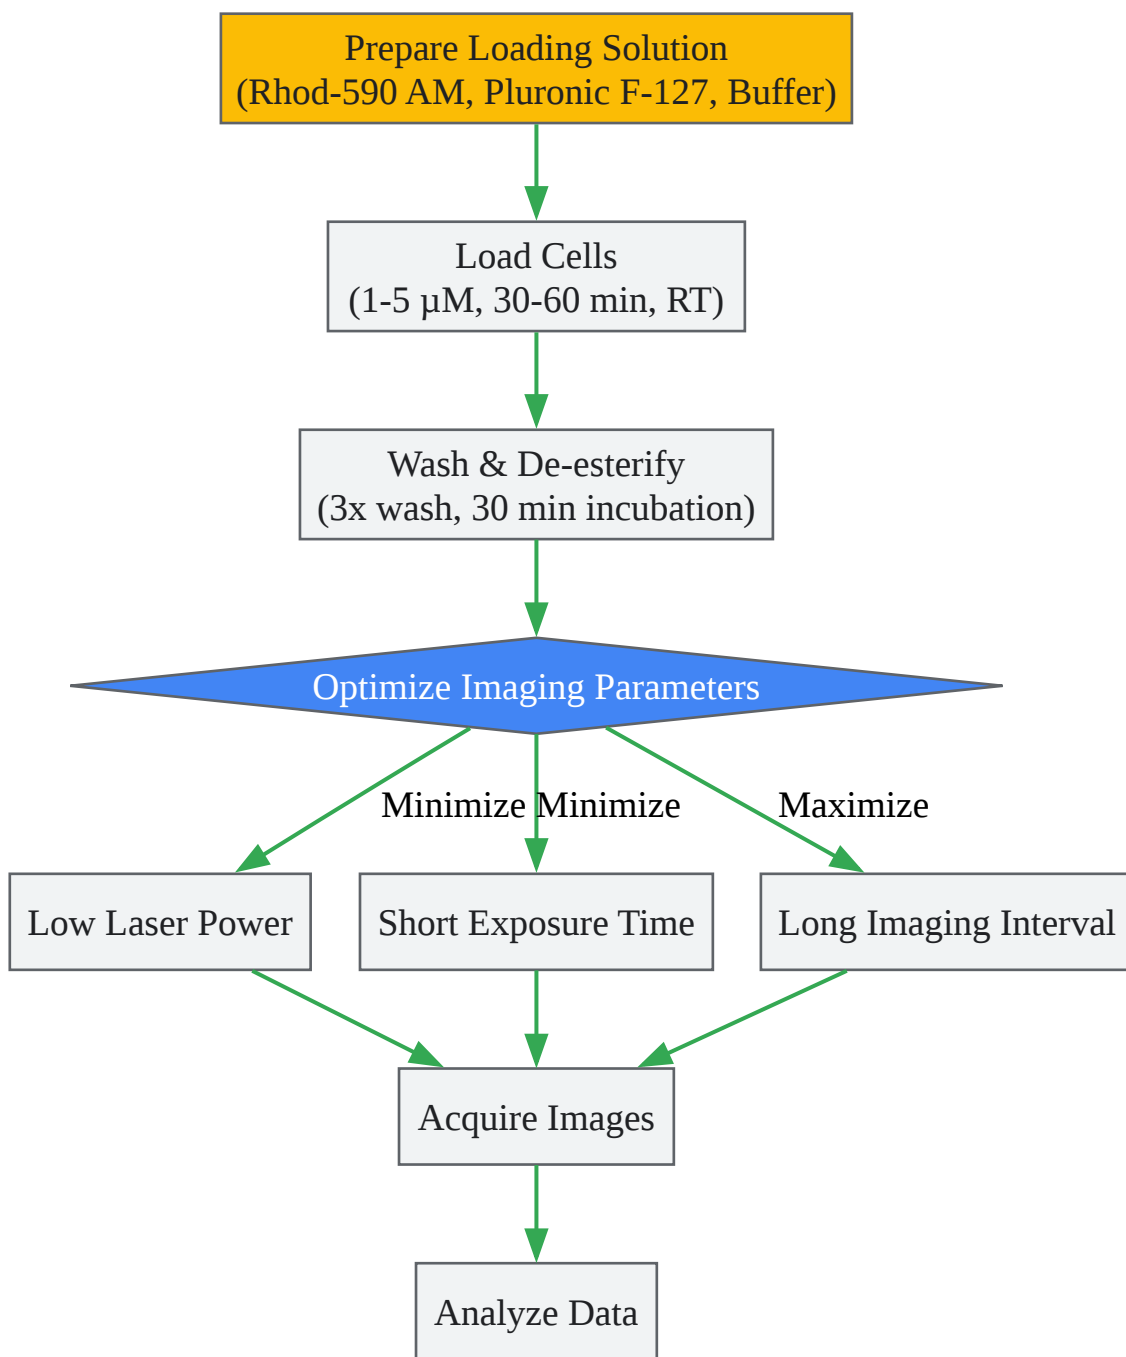 Prepare Loading Solution
(Rhod-590 AM, Pluronic F-127, Buffer)
Load Cells
(1-5 µM, 30-60 min, RT)
Wash & De-esterify
(3x wash, 30 min incubation)
Optimize Imaging Parameters
Minimize
Minimize
Maximize
Low Laser Power
Short Exposure Time
Long Imaging Interval
Acquire Images
Analyze Data